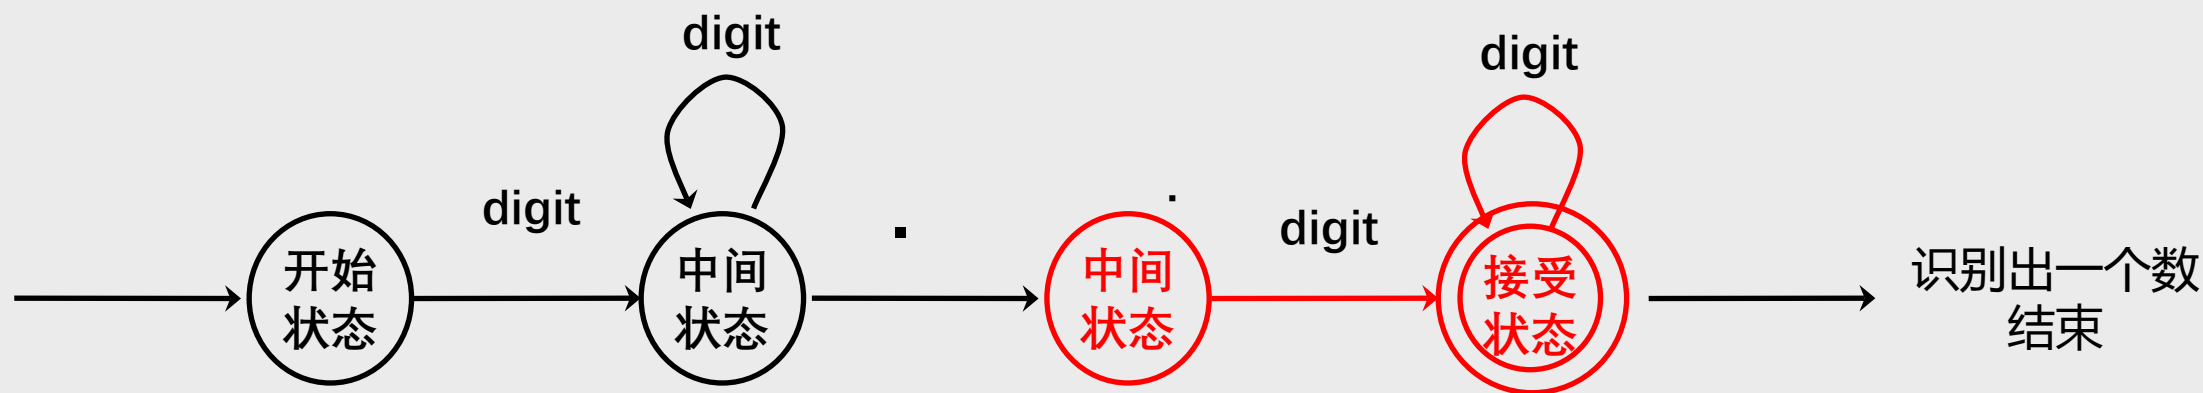 digit
digit
digit
.
.
digit
开始
状态
中间
状态
中间
状态
接受
状态
识别出一个数
结束